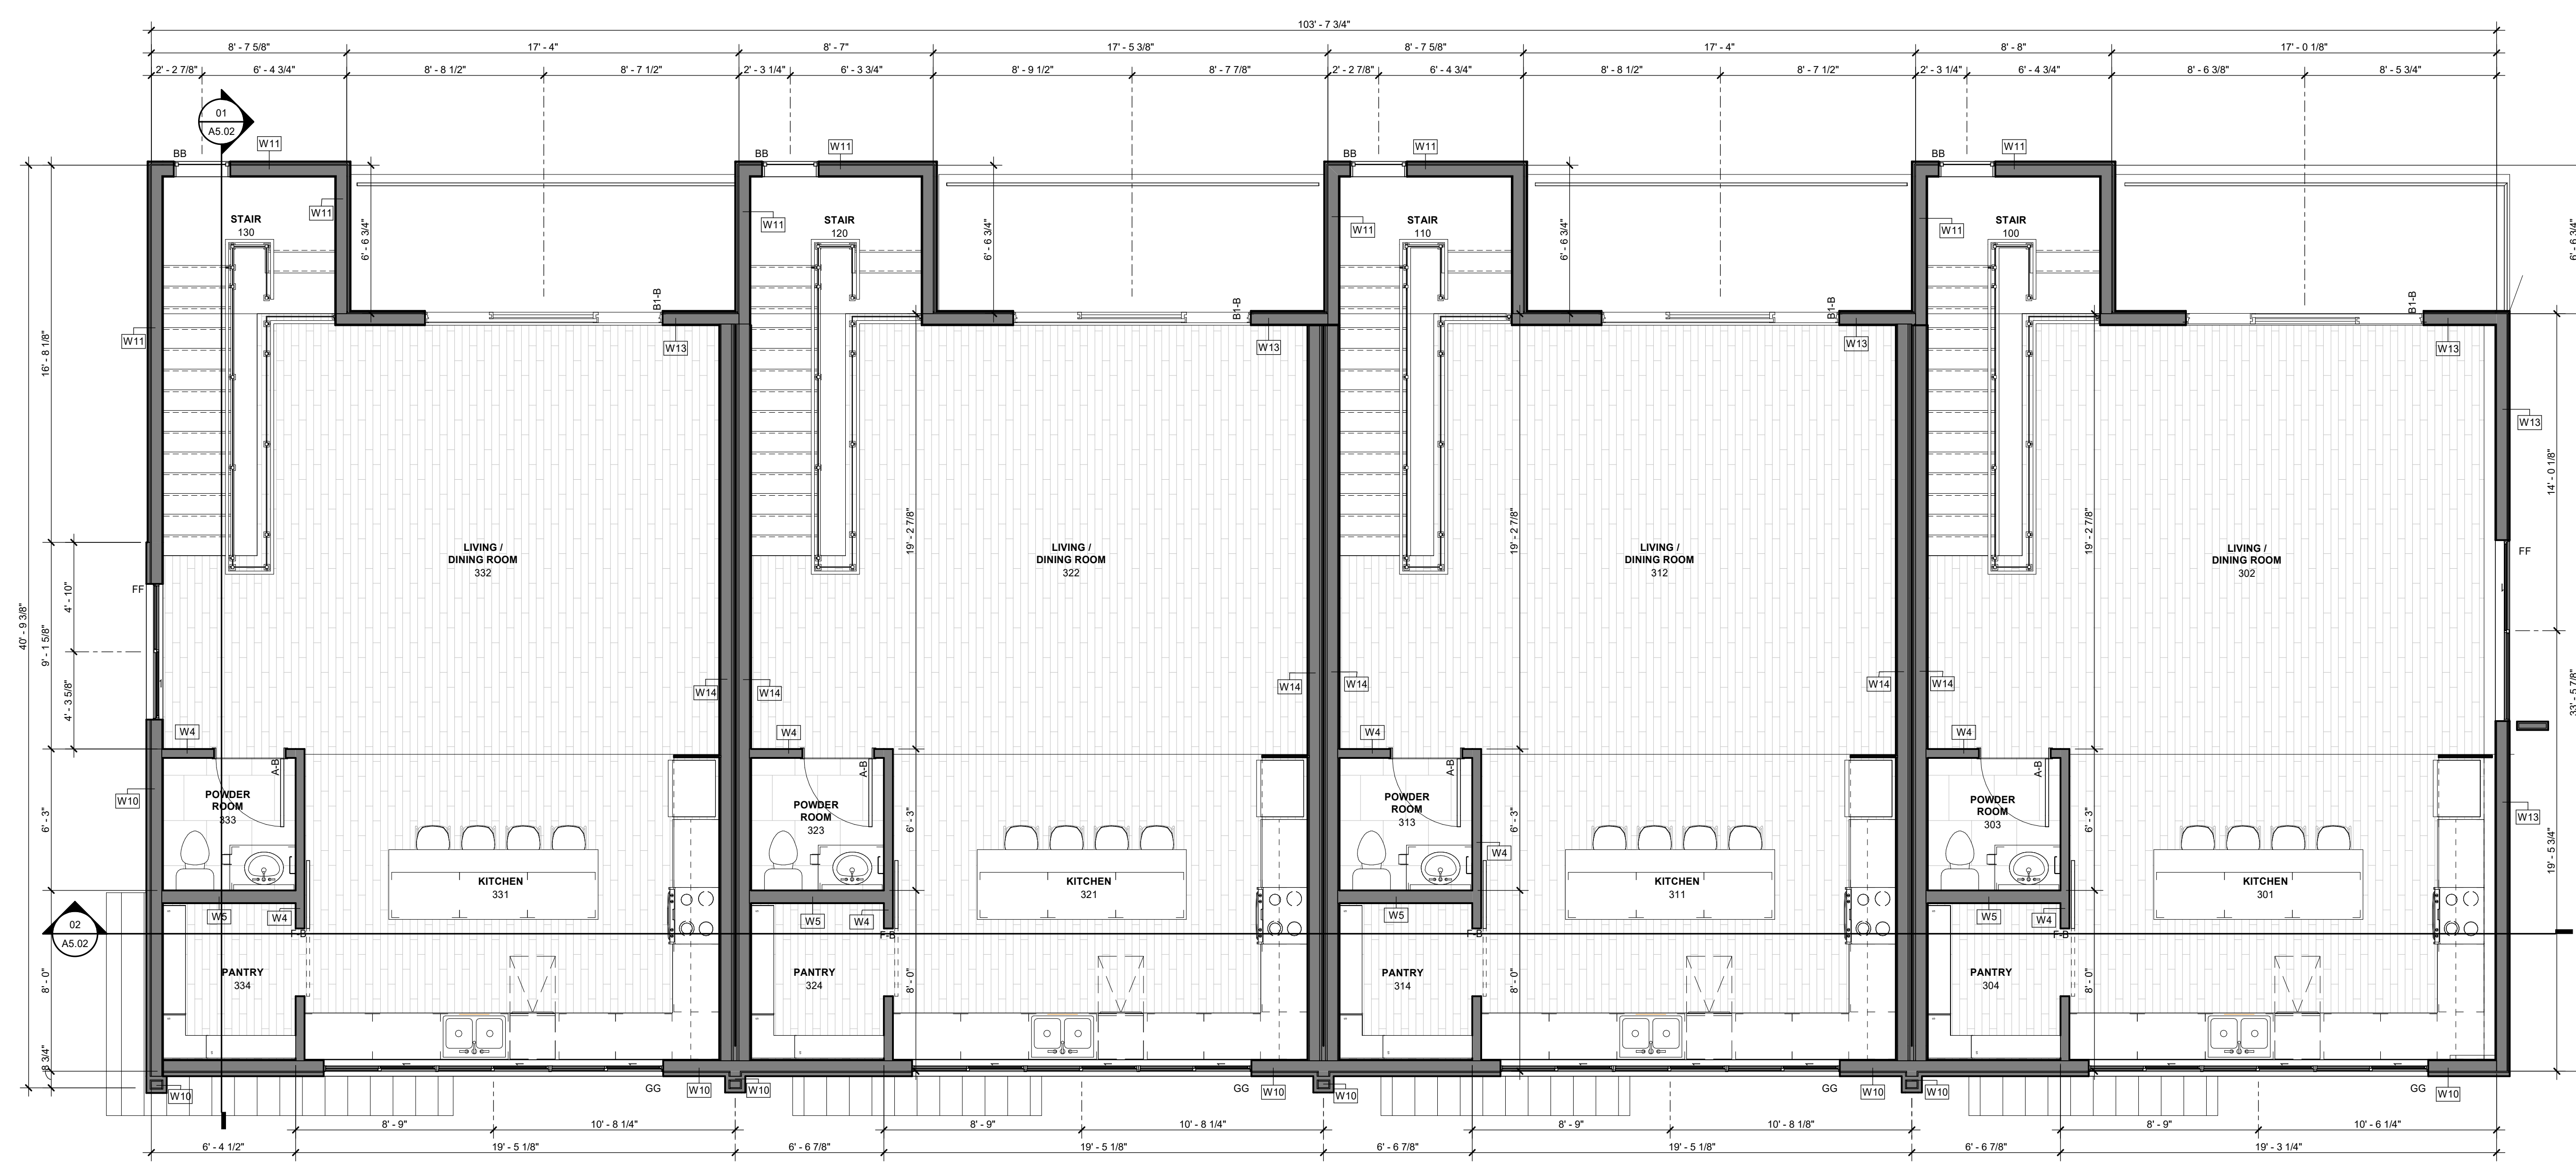 103' - 7 3/4"
8' - 7 5/8" 17' - 4" 8' - 7" 17' - 5 3/8" 8' - 7 5/8" 17' - 4" 8' - 8" 17' - 0 1/8"
2' - 2 7/8" 6' - 4 3/4" 8' - 8 1/2" 8' - 7 1/2" 2' - 3 1/4" 6' - 3 3/4" 8' - 9 1/2" 8' - 7 7/8" 2' - 2 7/8" 6' - 4 3/4" 8' - 8 1/2" 8' - 7 1/2" 2' - 3 1/4" 6' - 4 3/4" 8' - 6 3/8" 8' - 5 3/4"
01
A5.02
BB W11 BB W11 BB W11 BB W11
W11 W11 W11 W11
STAIR STAIR STAIR STAIR
130 120 110 100
6' - 6 3/4" 6' - 6 3/4" 6' - 6 3/4" 6' - 6 3/4"
B1-B B1-B B1-B B1-B
W11 W13 W13 W13 W13
16' - 8 1/8"
W13
14' - 0 1/8"
19' - 2 7/8" 19' - 2 7/8" 19' - 2 7/8"
LIVING / LIVING / LIVING / LIVING /
DINING ROOM DINING ROOM DINING ROOM DINING ROOM
332 322 312 302
FF FF
40' - 9 3/8" 9' - 1 5/8" 4' - 10"
4' - 3 5/8"
33' - 5 7/8"
W14 W14 W14 W14 W14 W14
W4 W4 W4 W4
A-B A-B A-B A-B
POWDER POWDER POWDER POWDER
ROOM ROOM ROOM ROOM
333 323 313 303
W10 W13
6' - 3" 6' - 3" 6' - 3" 6' - 3"
19' - 5 3/4"
W4
KITCHEN KITCHEN KITCHEN KITCHEN
331 321 311 301
W5 W4 W5 W4 W5 W5 W4
02
A5.02
F-B F-B F-B F-B
PANTRY PANTRY PANTRY PANTRY
334 324 314 304
8' - 0" 8' - 0" 8' - 0" 8' - 0"
8 3/4"
W10 GG W10 W10 GG W10 W10 GG W10 W10 GG W10
8' - 9" 10' - 8 1/4" 8' - 9" 10' - 8 1/4" 8' - 9" 10' - 8 1/8" 8' - 9" 10' - 6 1/4"
6' - 4 1/2" 19' - 5 1/8" 6' - 6 7/8" 19' - 5 1/8" 6' - 6 7/8" 19' - 5 1/8" 6' - 6 7/8" 19' - 3 1/4"